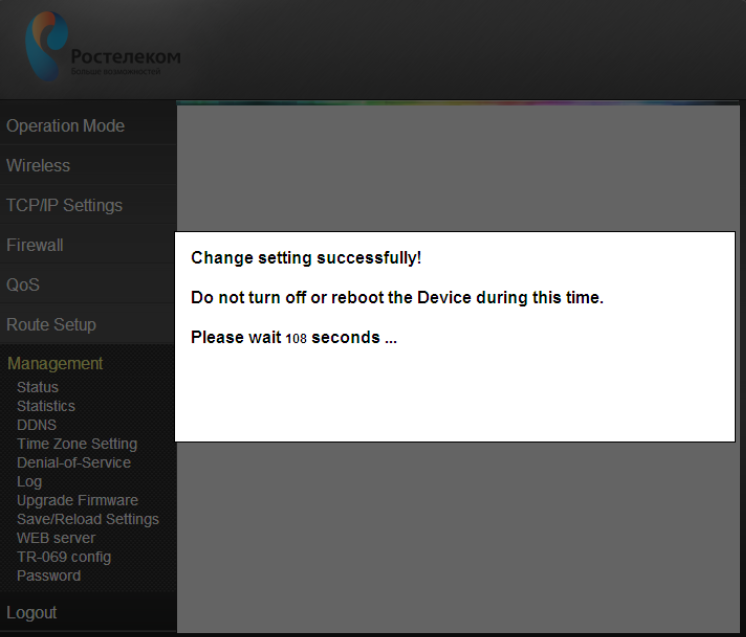 Ростелеком
Больше возможностей
Operation Mode
Wireless
TCP/IP Settings
Firewall
QoS
Route Setup
Management
Status
Statistics
DDNS
Time Zone Setting
Denial-of-Service
Log
Upgrade Firmware
Save/Reload Settings
WEB server
TR-069 config
Password
Logout
Change setting successfully!
Do not turn off or reboot the Device during this time.
Please wait 108 seconds ...